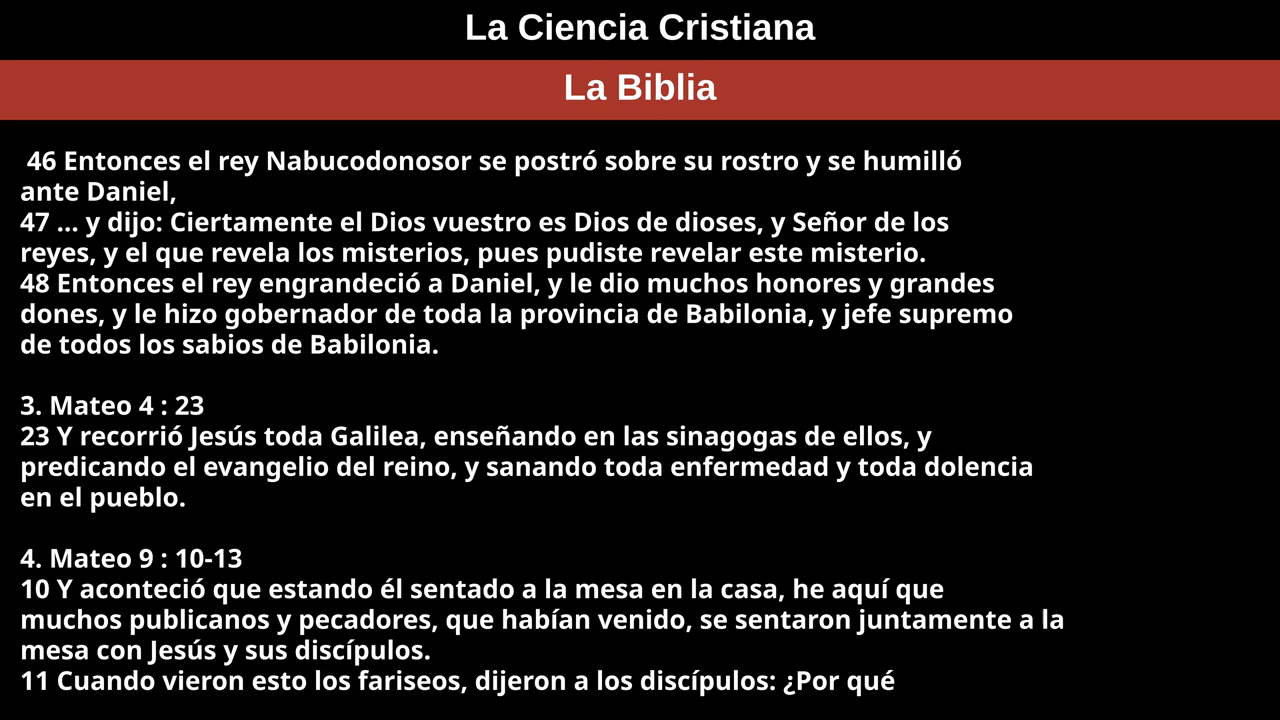 La Ciencia Cristiana
La Biblia
46 Entonces el rey Nabucodonosor se postró sobre su rostro y se humilló
ante Daniel,
47 ... y dijo: Ciertamente el Dios vuestro es Dios de dioses, y Señor de los
reyes, y el que revela los misterios, pues pudiste revelar este misterio.
48 Entonces el rey engrandeció a Daniel, y le dio muchos honores y grandes
dones, y le hizo gobernador de toda la provincia de Babilonia, y jefe supremo
de todos los sabios de Babilonia.
3. Mateo 4 : 23
23 Y recorrió Jesús toda Galilea, enseñando en las sinagogas de ellos, y
predicando el evangelio del reino, y sanando toda enfermedad y toda dolencia
en el pueblo.
4. Mateo 9 : 10-13
10 Y aconteció que estando él sentado a la mesa en la casa, he aquí que
muchos publicanos y pecadores, que habían venido, se sentaron juntamente a la
mesa con Jesús y sus discípulos.
11 Cuando vieron esto los fariseos, dijeron a los discípulos: ¿Por qué